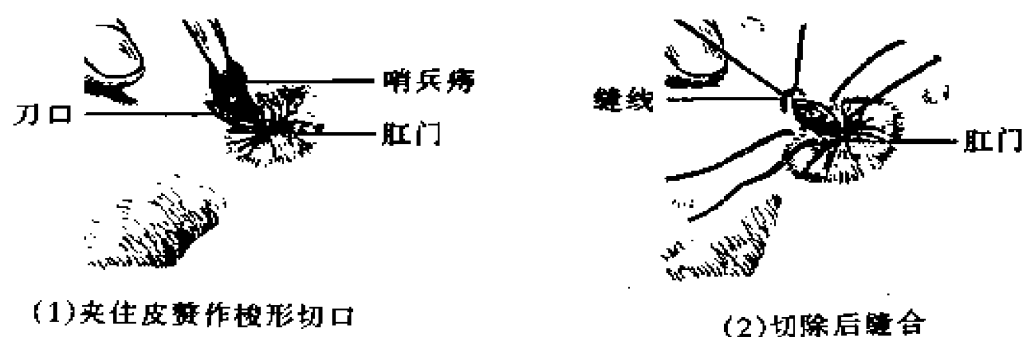 哨兵痔
刀口
肛门
(1)夹住皮赘作梭形切口
缝线
肛门
(2)切除后缝合